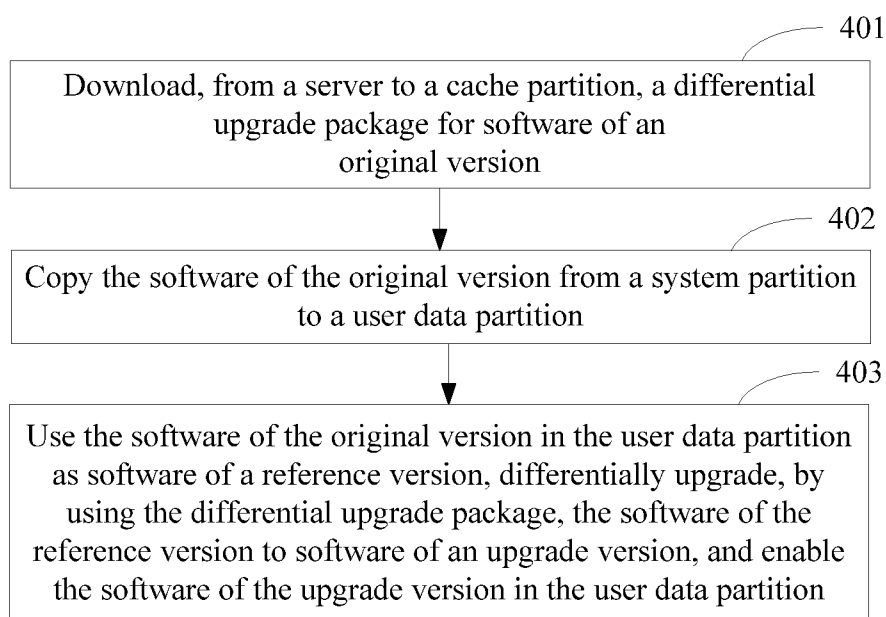 401
Download, from a server to a cache partition, a differential
upgrade package for software of an
original version
402
Copy the software of the original version from a system partition
to a user data partition
403
Use the software of the original version in the user data partition
as software of a reference version, differentially upgrade, by
using the differential upgrade package, the software of the
reference version to software of an upgrade version, and enable
the software of the upgrade version in the user data partition